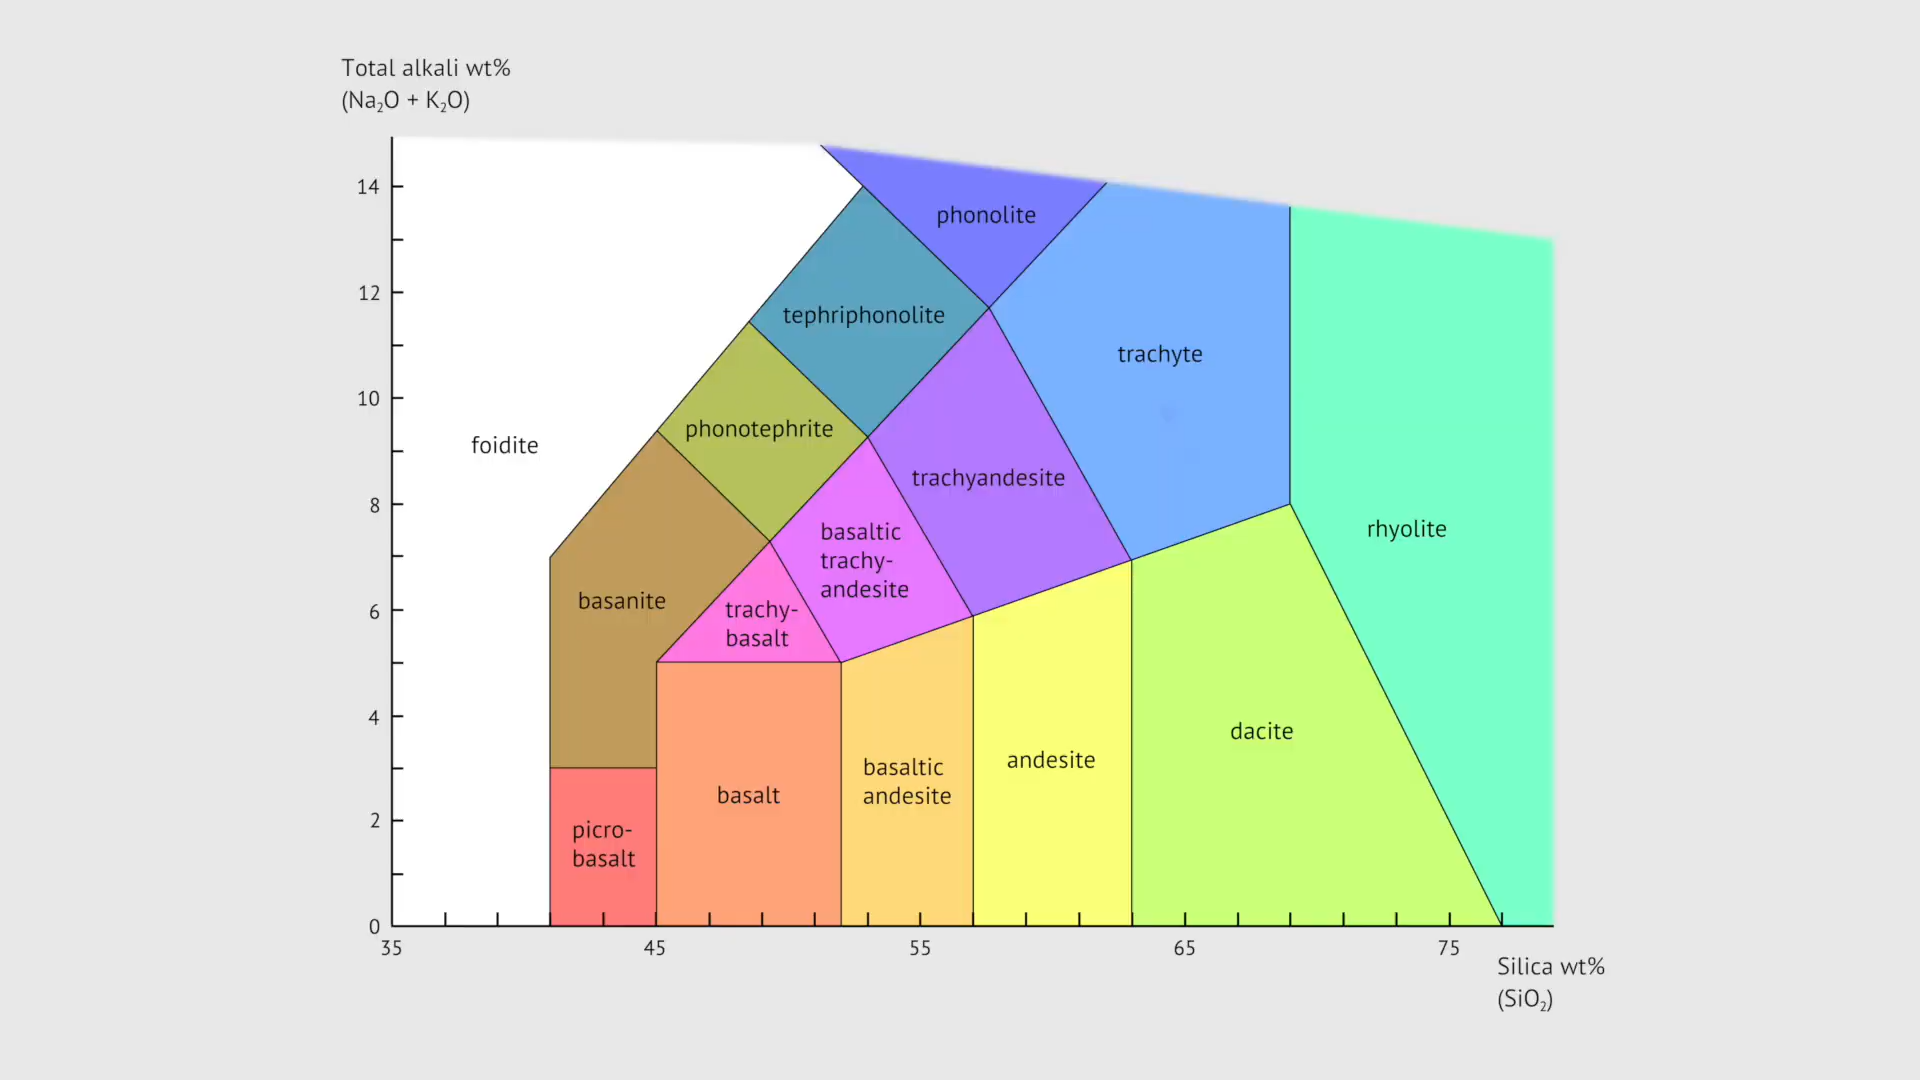 Total alkali wt%
(Na₂O + K₂O)
14
12
10
8
6
4
2
0
35
45
55
65
75
Silica wt%
(SiO₂)
phonolite
tephriphonolite
trachyte
phonotephrite
foidite
trachyandesite
basaltic
trachy-
andesite
rhyolite
basanite
trachy-
basalt
dacite
andesite
basaltic
andesite
basalt
picro-
basalt